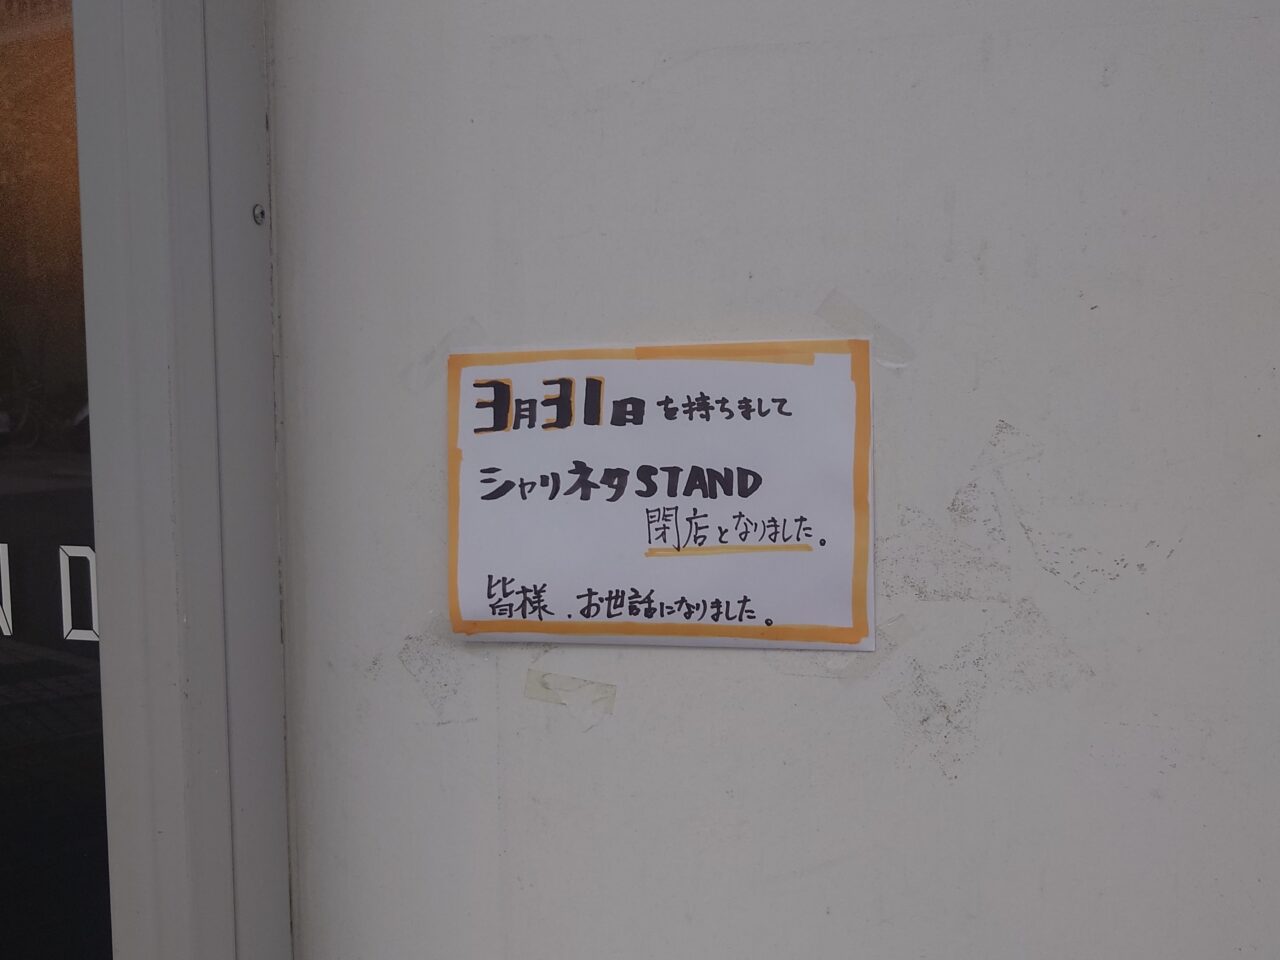 3月31日を持ちまして
シャリネタSTAND
閉店となりました。
皆様、お世話になりました。
ND